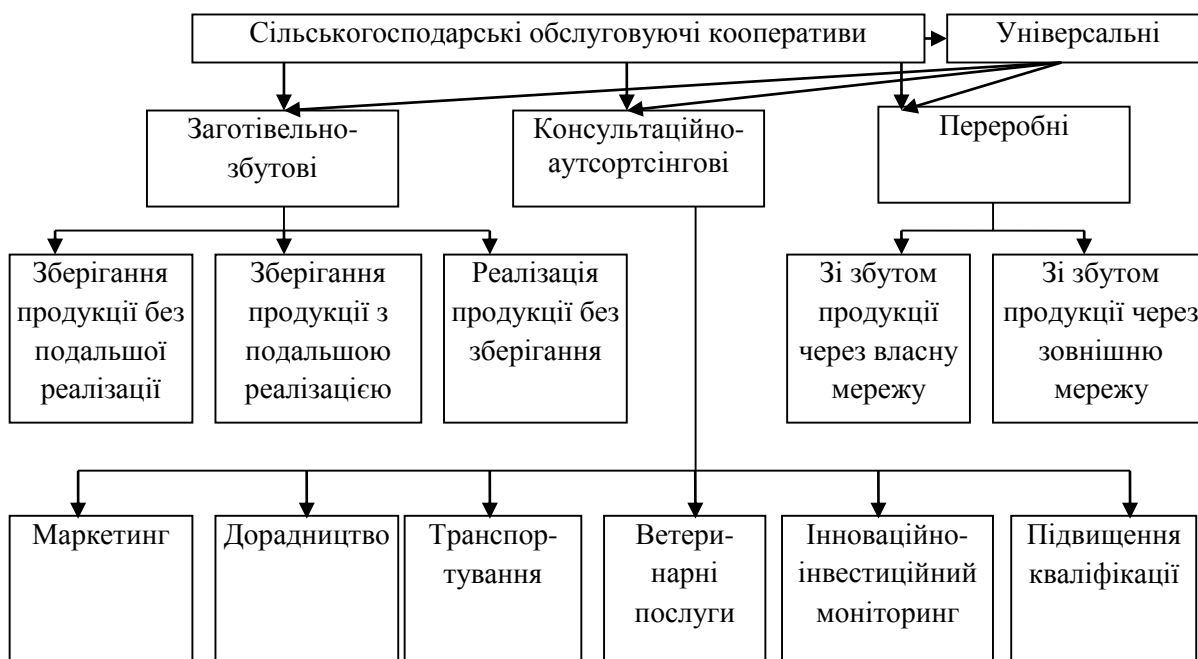 Сільськогосподарські обслуговуючі кооперативи
Універсальні
Заготівельно-
збутові
Консультаційно-
аутсортсінгові
Переробні
Зберігання
продукції без
подальшої
реалізації
Зберігання
продукції з
подальшою
реалізацією
Реалізація
продукції без
зберігання
Зі збутом
продукції
через власну
мережу
Зі збутом
продукції через
зовнішню
мережу
Маркетинг
Дорадництво
Транспор-
тування
Ветери-
нарні
послуги
Інноваційно-
інвестиційний
моніторинг
Підвищення
кваліфікації